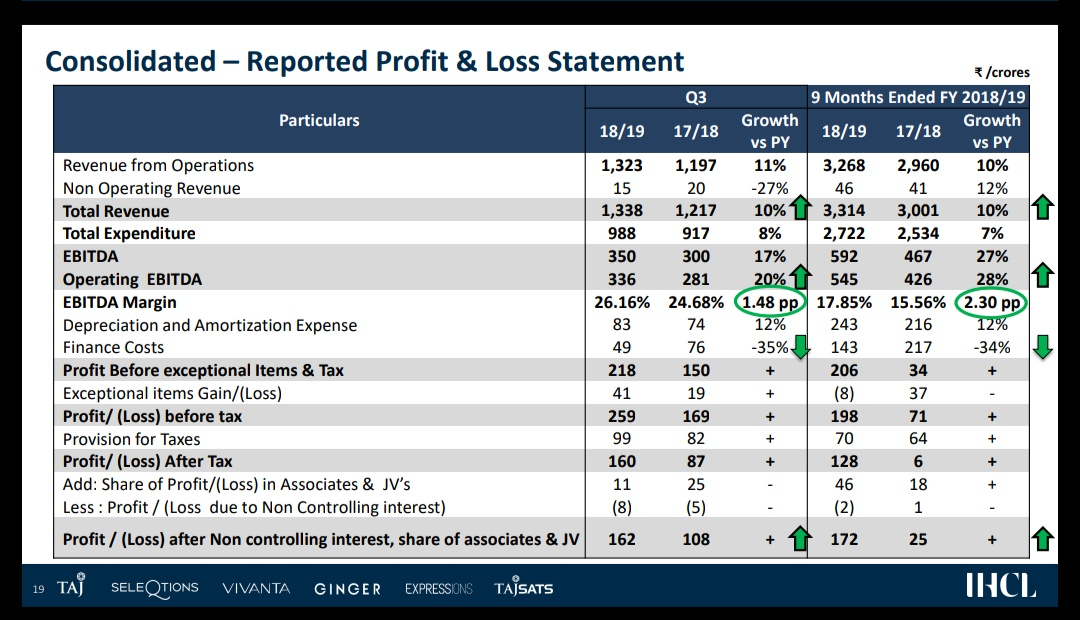 Consolidated – Reported Profit & Loss Statement
₹ /crores
Particulars Q3 9 Months Ended FY 2018/19
18/19 17/18 Growth vs PY 18/19 17/18 Growth vs PY
Revenue from Operations 1,323 1,197 11% 3,268 2,960 10%
Non Operating Revenue 15 20 -27% 46 41 12%
Total Revenue 1,338 1,217 10% 3,314 3,001 10%
Total Expenditure 988 917 8% 2,722 2,534 7%
EBITDA 350 300 17% 592 467 27%
Operating EBITDA 336 281 20% 545 426 28%
EBITDA Margin 26.16% 24.68% 1.48 pp 17.85% 15.56% 2.30 pp
Depreciation and Amortization Expense 83 74 12% 243 216 12%
Finance Costs 49 76 -35% 143 217 -34%
Profit Before exceptional Items & Tax 218 150 + 206 34 +
Exceptional items Gain/(Loss) 41 19 + (8) 37 -
Profit/ (Loss) before tax 259 169 + 198 71 +
Provision for Taxes 99 82 + 70 64 +
Profit/ (Loss) After Tax 160 87 + 128 6 +
Add: Share of Profit/(Loss) in Associates & JV's 11 25 - 46 18 +
Less : Profit / (Loss due to Non Controlling interest) (8) (5) - (2) 1 -
Profit / (Loss) after Non controlling interest, share of associates & JV 162 108 + 172 25 +
19 TAJ SELEQTIONS VIVANTA GINGER EXPRESSIONS TAJSATS IHCL